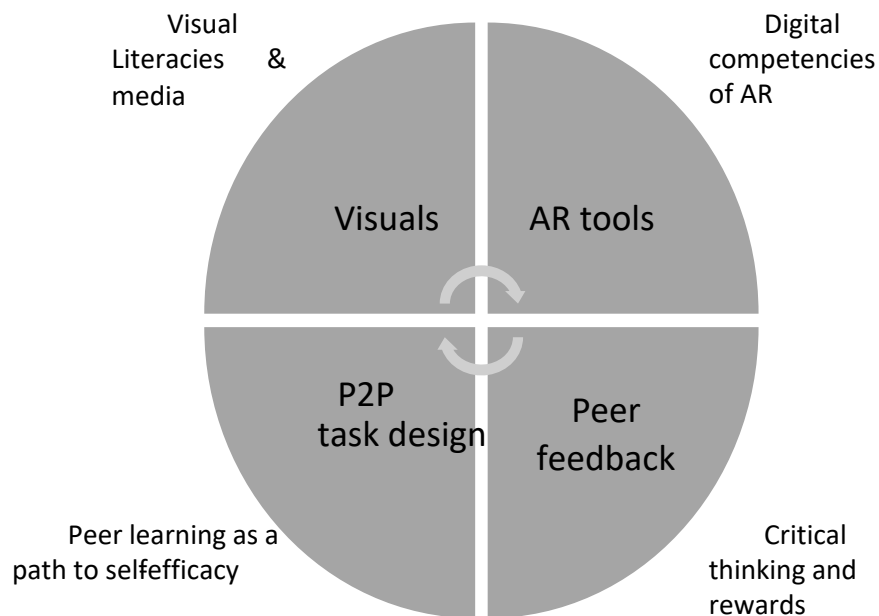 Visual
Literacies &
media
Digital
competencies
of AR
Visuals
AR tools
P2P
task design
Peer
feedback
Peer learning as a
path to selfefficacy
Critical
thinking and
rewards